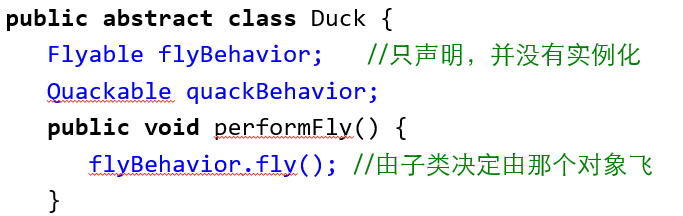 public abstract class Duck {
Flyable flyBehavior; //只声明，并没有实例化
Quackable quackBehavior;
public void performFly() {
flyBehavior.fly(); //由子类决定由那个对象飞
}